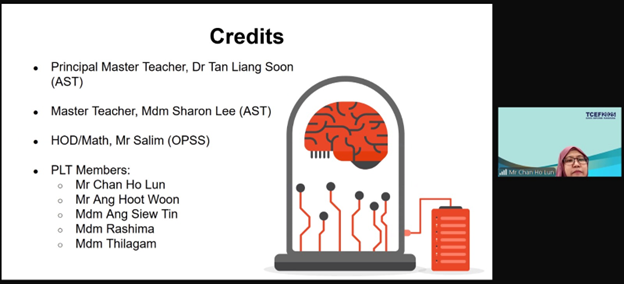 Credits
● Principal Master Teacher, Dr Tan Liang Soon
(AST)
● Master Teacher, Mdm Sharon Lee (AST)
● HOD/Math, Mr Salim (OPSS)
● PLT Members:
○ Mr Chan Ho Lun
○ Mr Ang Hoot Woon
○ Mdm Ang Siew Tin
○ Mdm Rashima
○ Mdm Thilagam
Mr Chan Ho Lun